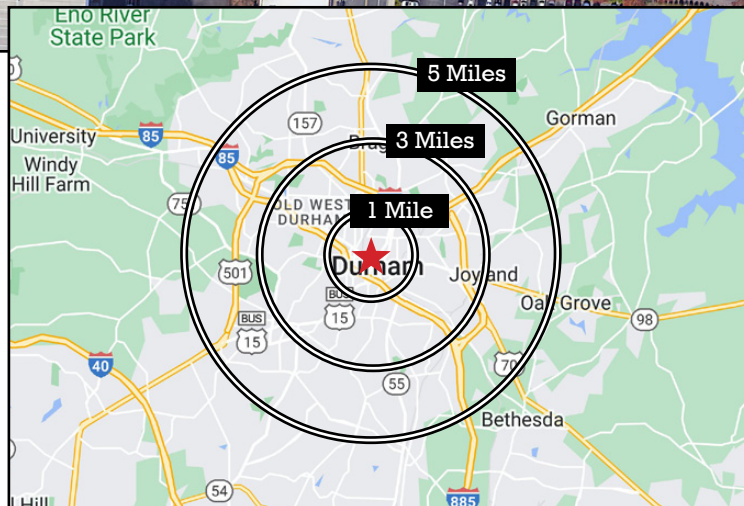 Eno River
State Park
5 Miles
157
Gorman
University
85
3 Miles
85
Windy
Hill Farm
OLD WEST
DURHAM
1 Mile
Durham
Joyland
501
BUS
15
Oak Grove
98
BUS
15
70
40
55
Bethesda
54
885
Hill